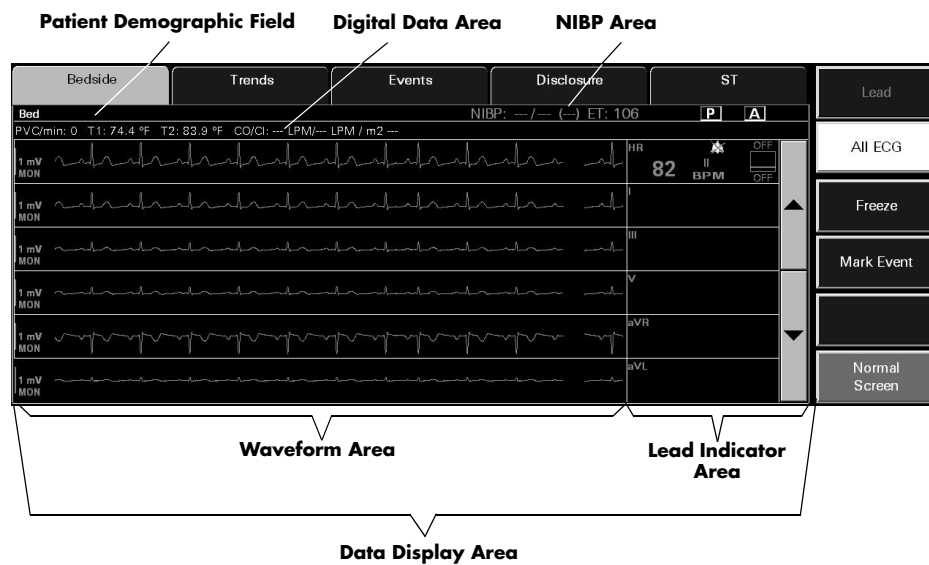 Patient Demographic Field Digital Data Area NIBP Area
Bedside Trends Events Disclosure ST
Lead
Bed NIBP: --- / --- (---) ET: 106 P A
PVC/min: 0 T1: 74.4 °F T2: 83.9 °F CO/CI: --- LPM/--- LPM / m2 ---
All ECG
HR OFF
82 II
BPM
OFF
1 mV
MON
I
1 mV
MON
Freeze
III
1 mV
MON
Mark Event
V
1 mV
MON
aVR
1 mV
MON
aVL
1 mV
MON
Normal
Screen
Waveform Area
Lead Indicator
Area
Data Display Area